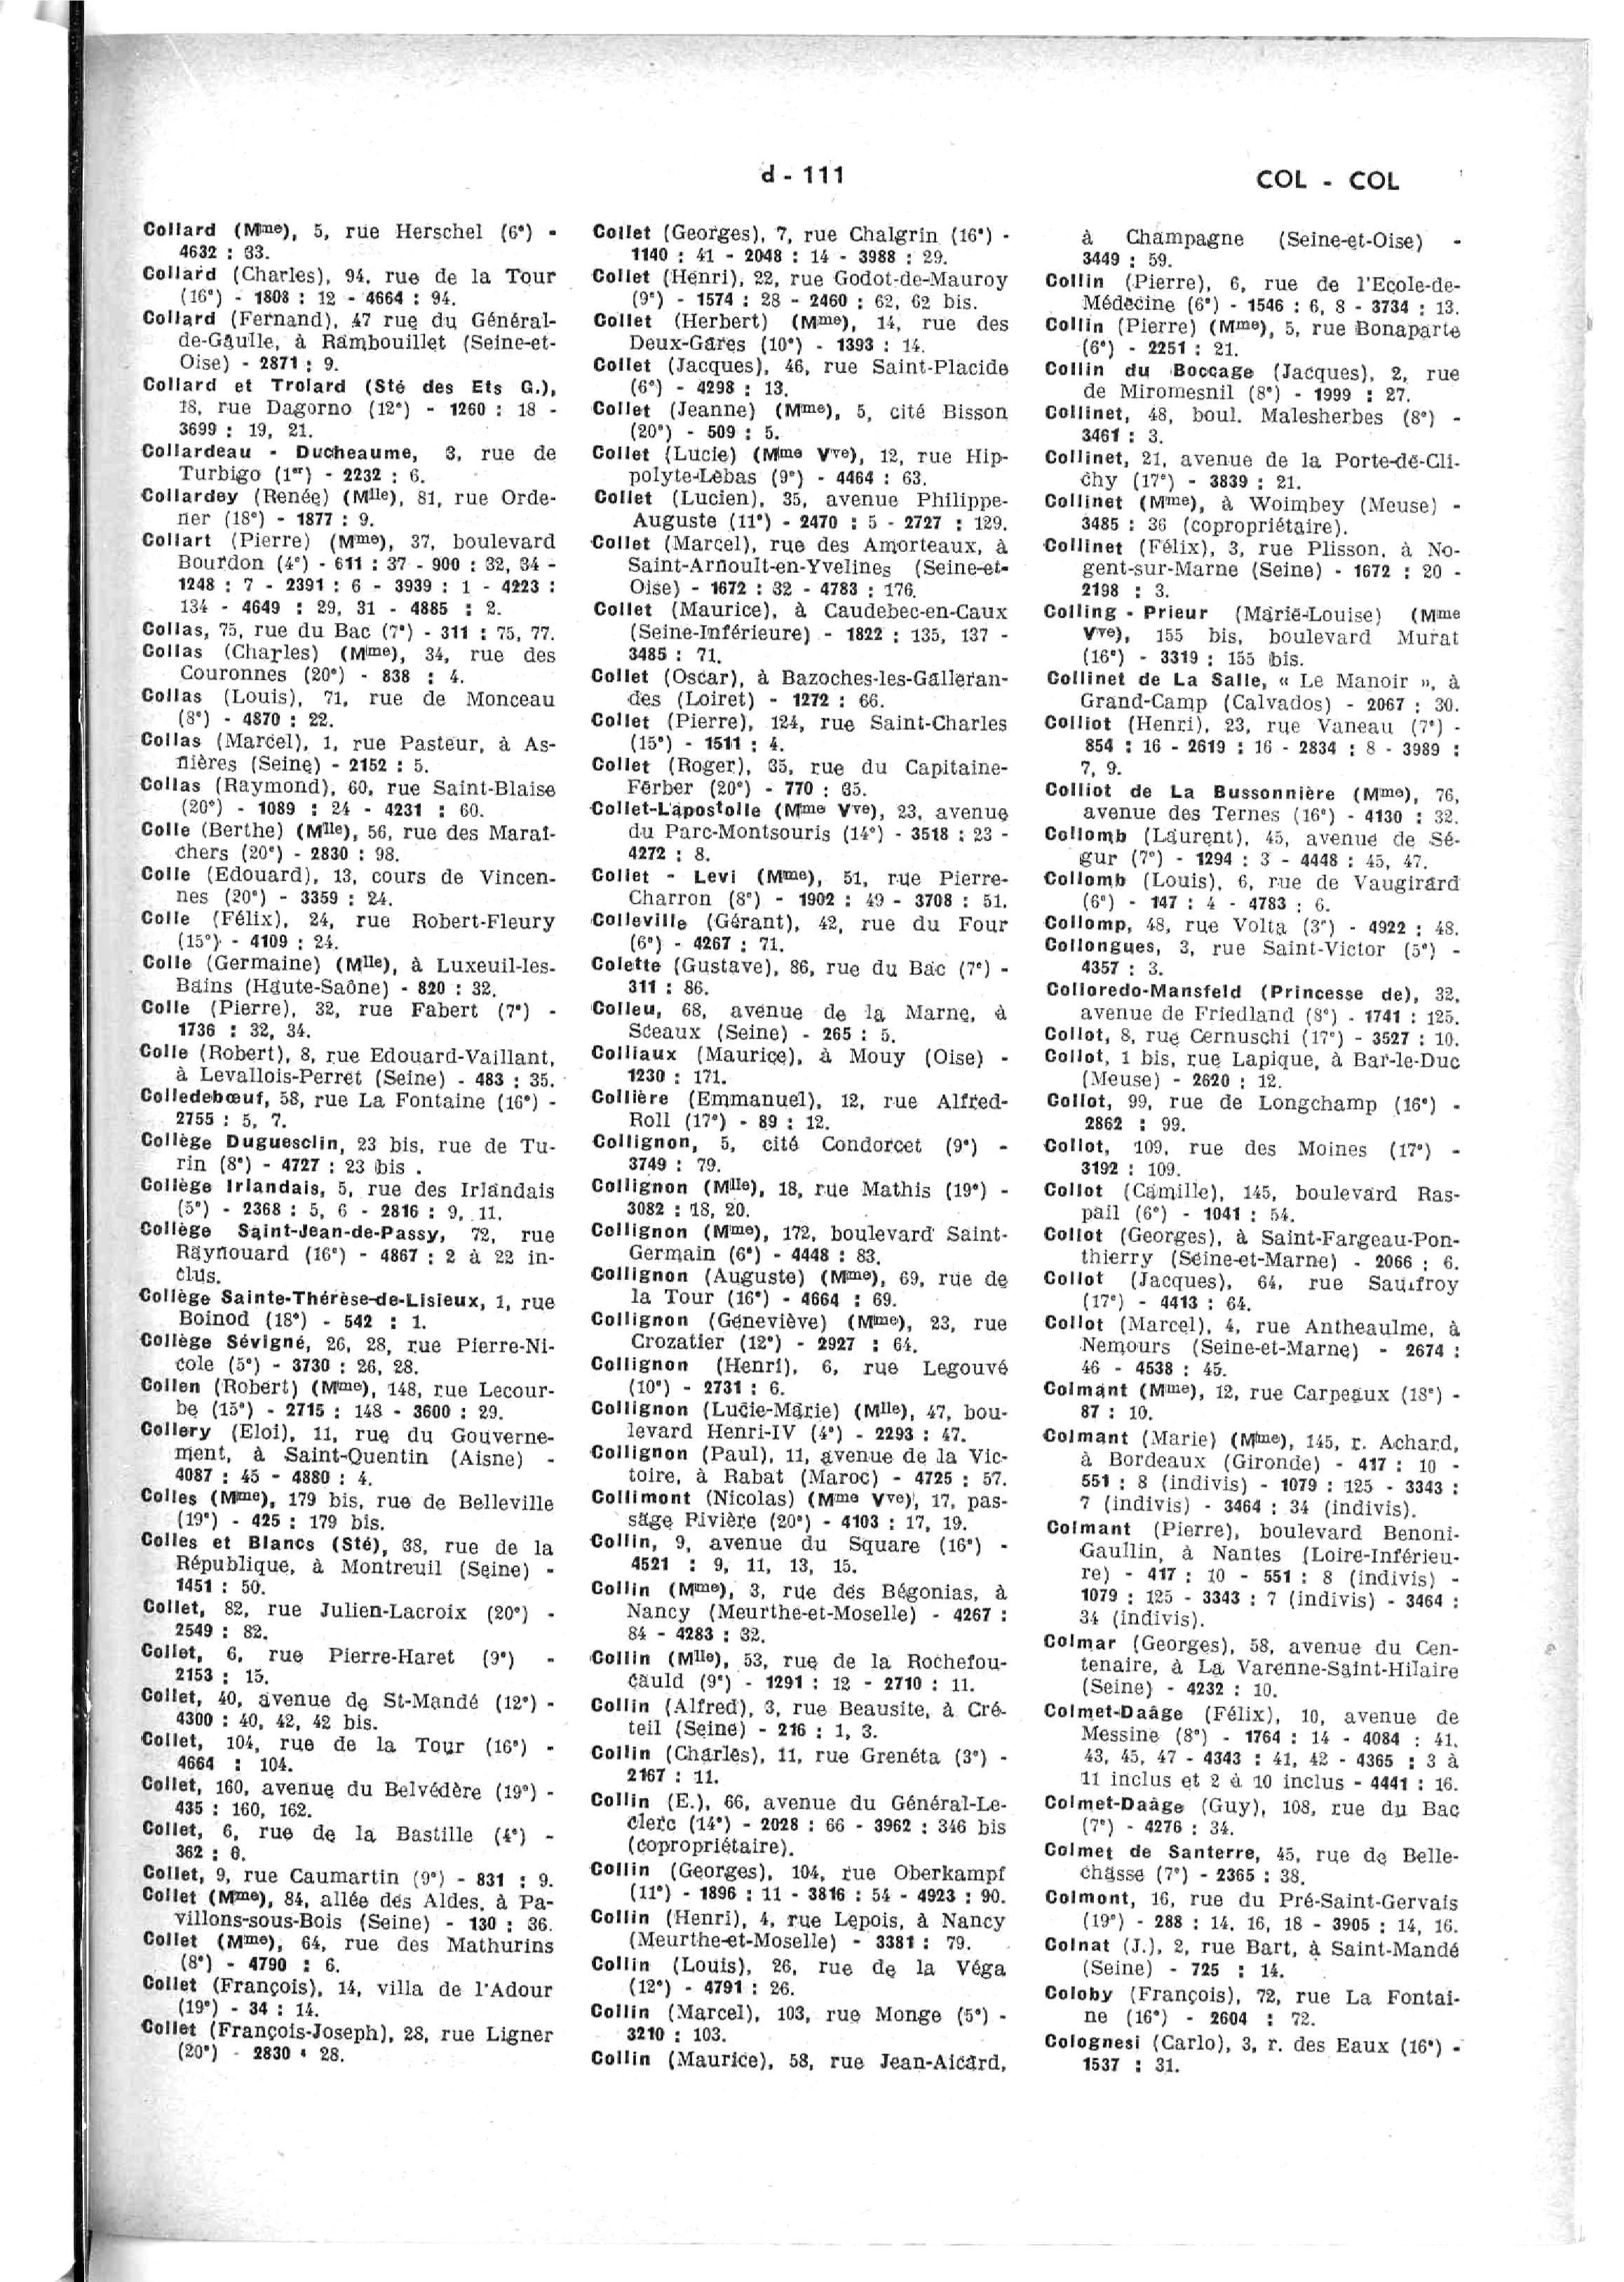 d - 111
COL - COL
Collard (Mme), 5, rue Herschel (6e) -
4632 : 33.
Collard (Charles), 94, rue de la Tour
(16e) - 1808 : 12 - 4664 : 94.
Collard (Fernand), 47 rue du Général-
de-Gaulle, à Rambouillet (Seine-et-
Oise) - 2871 : 9.
Collard et Trolard (Sté des Ets G.),
18, rue Dagorno (12e) - 1260 : 18 -
3699 : 19, 21.
Collardeau - Ducheaume, 3, rue de
Turbigo (1er) - 2232 : 6.
Collardey (Renée) (Mlle), 81, rue Orde-
ner (18e) - 1877 : 9.
Collart (Pierre) (Mme), 37, boulevard
Bourdon (4e) - 611 : 37 - 900 : 32, 34 -
1248 : 7 - 2391 : 6 - 3939 : 1 - 4223 :
134 - 4649 : 29, 31 - 4885 : 2.
Collas, 75, rue du Bac (7e) - 311 : 75, 77.
Collas (Charles) (Mme), 34, rue des
Couronnes (20e) - 838 : 4.
Collas (Louis), 71, rue de Monceau
(8e) - 4870 : 22.
Collas (Marcel), 1, rue Pasteur, à As-
nières (Seine) - 2152 : 5.
Collas (Raymond), 60, rue Saint-Blaise
(20e) - 1089 : 24 - 4231 : 60.
Colle (Berthe) (Mlle), 56, rue des Maraî-
chers (20e) - 2830 : 98.
Colle (Edouard), 13, cours de Vincen-
nes (20e) - 3359 : 24.
Colle (Félix), 24, rue Robert-Fleury
(15e) - 4109 : 24.
Colle (Germaine) (Mlle), à Luxeuil-les-
Bains (Haute-Saône) - 820 : 32.
Colle (Pierre), 32, rue Fabert (7e) -
1736 : 32, 34.
Colle (Robert), 8, rue Edouard-Vaillant,
à Levallois-Perret (Seine) - 483 : 35.
Colledebœuf, 58, rue La Fontaine (16e) -
2755 : 5, 7.
Collège Duguesclin, 23 bis, rue de Tu-
rin (8e) - 4727 : 23 bis .
Collège Irlandais, 5, rue des Irlandais
(5e) - 2368 : 5, 6 - 2816 : 9, 11.
Collège Saint-Jean-de-Passy, 72, rue
Raynouard (16e) - 4867 : 2 à 22 in-
clus.
Collège Sainte-Thérèse-de-Lisieux, 1, rue
Boinod (18e) - 542 : 1.
Collège Sévigné, 26, 28, rue Pierre-Ni-
cole (5e) - 3730 : 26, 28.
Collen (Robert) (Mme), 148, rue Lecour-
be (15e) - 2715 : 148 - 3600 : 29.
Collery (Eloi), 11, rue du Gouverne-
ment, à Saint-Quentin (Aisne) -
4087 : 45 - 4880 : 4.
Colles (Mme), 179 bis, rue de Belleville
(19e) - 425 : 179 bis.
Colles et Blancs (Sté), 38, rue de la
République, à Montreuil (Seine) -
1451 : 50.
Collet, 82, rue Julien-Lacroix (20e) -
2549 : 82.
Collet, 6, rue Pierre-Haret (9e) -
2153 : 15.
Collet, 40, avenue de St-Mandé (12e) -
4300 : 40, 42, 42 bis.
Collet, 104, rue de la Tour (16e) -
4664 : 104.
Collet, 160, avenue du Belvédère (19e) -
435 : 160, 162.
Collet, 6, rue de la Bastille (4e) -
362 : 6.
Collet, 9, rue Caumartin (9e) - 831 : 9.
Collet (Mme), 84, allée des Aldes, à Pa-
villons-sous-Bois (Seine) - 130 : 36.
Collet (Mme), 64, rue des Mathurins
(8e) - 4790 : 6.
Collet (François), 14, villa de l'Adour
(19e) - 34 : 14.
Collet (François-Joseph), 28, rue Ligner
(20e) - 2830 : 28.
Collet (Georges), 7, rue Chalgrin (16e) -
1140 : 41 - 2048 : 14 - 3988 : 29.
Collet (Henri), 22, rue Godot-de-Mauroy
(9e) - 1574 : 28 - 2460 : 62, 62 bis.
Collet (Herbert) (Mme), 14, rue des
Deux-Gares (10e) - 1393 : 14.
Collet (Jacques), 46, rue Saint-Placide
(6e) - 4298 : 13.
Collet (Jeanne) (Mme), 5, cité Bisson
(20e) - 509 : 5.
Collet (Lucie) (Mme Vve), 12, rue Hip-
polyte-Lebas (9e) - 4464 : 63.
Collet (Lucien), 35, avenue Philippe-
Auguste (11e) - 2470 : 5 - 2727 : 129.
Collet (Marcel), rue des Amorteaux, à
Saint-Arnoult-en-Yvelines (Seine-et-
Oise) - 1672 : 32 - 4783 : 176.
Collet (Maurice), à Caudebec-en-Caux
(Seine-Inférieure) - 1822 : 135, 137 -
3485 : 71.
Collet (Oscar), à Bazoches-les-Galleran-
des (Loiret) - 1272 : 66.
Collet (Pierre), 124, rue Saint-Charles
(15e) - 1511 : 4.
Collet (Roger), 35, rue du Capitaine-
Ferber (20e) - 770 : 35.
Collet-Lapostolle (Mme Vve), 23, avenue
du Parc-Montsouris (14e) - 3518 : 23 -
4272 : 8.
Collet - Levi (Mme), 51, rue Pierre-
Charron (8e) - 1902 : 49 - 3708 : 51.
Colleville (Gérant), 42, rue du Four
(6e) - 4267 : 71.
Colette (Gustave), 86, rue du Bac (7e) -
311 : 86.
Colleu, 68, avenue de la Marne, à
Sceaux (Seine) - 265 : 5.
Colliaux (Maurice), à Mouy (Oise) -
1230 : 171.
Collière (Emmanuel), 12, rue Alfred-
Roll (17e) - 89 : 12.
Collignon, 5, cité Condorcet (9e) -
3749 : 79.
Collignon (Mlle), 18, rue Mathis (19e) -
3082 : 18, 20.
Collignon (Mme), 172, boulevard Saint-
Germain (6e) - 4448 : 83.
Collignon (Auguste) (Mme), 69, rue de
la Tour (16e) - 4664 : 69.
Collignon (Geneviève) (Mme), 23, rue
Crozatier (12e) - 2927 : 64.
Collignon (Henri), 6, rue Legouvé
(10e) - 2731 : 6.
Collignon (Lucie-Marie) (Mlle), 47, bou-
levard Henri-IV (4e) - 2293 : 47.
Collignon (Paul), 11, avenue de la Vic-
toire, à Rabat (Maroc) - 4725 : 57.
Collimont (Nicolas) (Mme Vve), 17, pas-
sage Rivière (20e) - 4103 : 17, 19.
Collin, 9, avenue du Square (16e) -
4521 : 9, 11, 13, 15.
Collin (Mme), 3, rue des Bégonias, à
Nancy (Meurthe-et-Moselle) - 4267 :
84 - 4283 : 32.
Collin (Mlle), 53, rue de la Rochefou-
cauld (9e) - 1291 : 12 - 2710 : 11.
Collin (Alfred), 3, rue Beausite, à Cré-
teil (Seine) - 216 : 1, 3.
Collin (Charles), 11, rue Grenéta (3e) -
2167 : 11.
Collin (E.), 66, avenue du Général-Le-
clerc (14e) - 2028 : 66 - 3962 : 346 bis
(copropriétaire).
Collin (Georges), 104, rue Oberkampf
(11e) - 1896 : 11 - 3816 : 54 - 4923 : 90.
Collin (Henri), 4, rue Lepois, à Nancy
(Meurthe-et-Moselle) - 3381 : 79.
Collin (Louis), 26, rue de la Véga
(12e) - 4791 : 26.
Collin (Marcel), 103, rue Monge (5e) -
3210 : 103.
Collin (Maurice), 58, rue Jean-Aicard,
à Champagne (Seine-et-Oise) -
3449 : 59.
Collin (Pierre), 6, rue de l'Ecole-de-
Médecine (6e) - 1546 : 6, 8 - 3734 : 13.
Collin (Pierre) (Mme), 5, rue Bonaparte
(6e) - 2251 : 21.
Collin du Boccage (Jacques), 2, rue
de Miromesnil (8e) - 1999 : 27.
Collinet, 48, boul. Malesherbes (8e) -
3461 : 3.
Collinet, 21, avenue de la Porte-de-Cli-
chy (17e) - 3839 : 21.
Collinet (Mme), à Woimbey (Meuse) -
3485 : 36 (copropriétaire).
Collinet (Félix), 3, rue Plisson, à No-
gent-sur-Marne (Seine) - 1672 : 20 -
2198 : 3.
Colling - Prieur (Marie-Louise) (Mme
Vve), 155 bis, boulevard Murat
(16e) - 3319 : 155 bis.
Collinet de La Salle, « Le Manoir », à
Grand-Camp (Calvados) - 2067 : 30.
Colliot (Henri), 23, rue Vaneau (7e) -
854 : 16 - 2619 : 16 - 2834 : 8 - 3989 :
7, 9.
Colliot de La Bussonnière (Mme), 76,
avenue des Ternes (16e) - 4130 : 32.
Collomb (Laurent), 45, avenue de Sé-
gur (7e) - 1294 : 3 - 4448 : 45, 47.
Collomb (Louis), 6, rue de Vaugirard
(6e) - 147 : 4 - 4783 : 6.
Collomp, 48, rue Volta (3e) - 4922 : 48.
Collongues, 3, rue Saint-Victor (5e) -
4357 : 3.
Colloredo-Mansfeld (Princesse de), 32,
avenue de Friedland (8e) - 1741 : 125.
Collot, 8, rue Cernuschi (17e) - 3527 : 10.
Collot, 1 bis, rue Lapique, à Bar-le-Duc
(Meuse) - 2620 : 12.
Collot, 99, rue de Longchamp (16e) -
2862 : 99.
Collot, 109, rue des Moines (17e) -
3192 : 109.
Collot (Camille), 145, boulevard Ras-
pail (6e) - 1041 : 54.
Collot (Georges), à Saint-Fargeau-Pon-
thierry (Seine-et-Marne) - 2066 : 6.
Collot (Jacques), 64, rue Sauffroy
(17e) - 4413 : 64.
Collot (Marcel), 4, rue Antheaulme, à
Nemours (Seine-et-Marne) - 2674 :
46 - 4538 : 45.
Colmant (Mme), 12, rue Carpeaux (18e) -
87 : 10.
Colmant (Marie) (Mme), 145, r. Achard,
à Bordeaux (Gironde) - 417 : 10 -
551 : 8 (indivis) - 1079 : 125 - 3343 :
7 (indivis) - 3464 : 34 (indivis).
Colmant (Pierre), boulevard Benoni-
Gaullin, à Nantes (Loire-Inférieu-
re) - 417 : 10 - 551 : 8 (indivis) -
1079 : 125 - 3343 : 7 (indivis) - 3464 :
34 (indivis).
Colmar (Georges), 58, avenue du Cen-
tenaire, à La Varenne-Saint-Hilaire
(Seine) - 4232 : 10.
Colmet-Daâge (Félix), 10, avenue de
Messine (8e) - 1764 : 14 - 4084 : 41,
43, 45, 47 - 4343 : 41, 42 - 4365 : 3 à
11 inclus et 2 à 10 inclus - 4441 : 16.
Colmet-Daâge (Guy), 108, rue du Bac
(7e) - 4276 : 34.
Colmet de Santerre, 45, rue de Belle-
chasse (7e) - 2365 : 38.
Colmont, 16, rue du Pré-Saint-Gervais
(19e) - 288 : 14, 16, 18 - 3905 : 14, 16.
Colnat (J.), 2, rue Bart, à Saint-Mandé
(Seine) - 725 : 14.
Coloby (François), 72, rue La Fontai-
ne (16e) - 2604 : 72.
Colognesi (Carlo), 3, r. des Eaux (16e) -
1537 : 31.